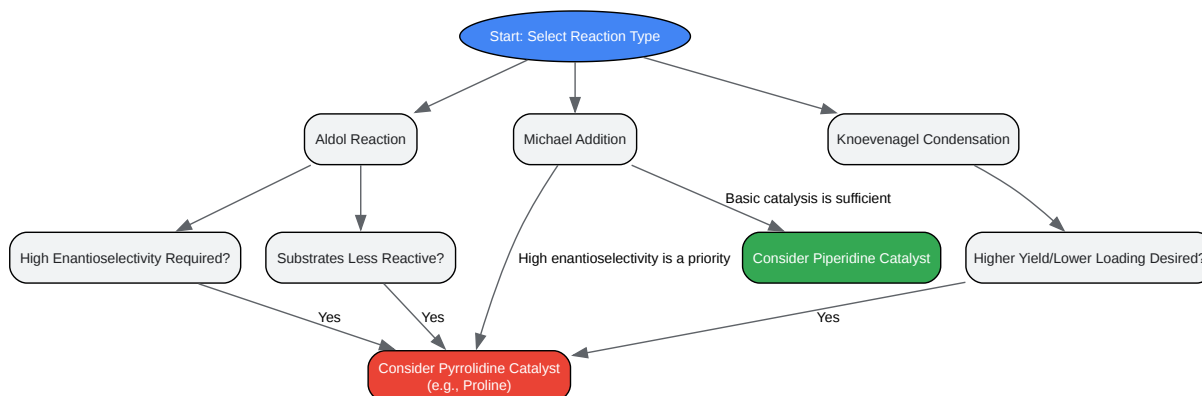 Start: Select Reaction Type
Aldol Reaction
Michael Addition
Knoevenagel Condensation
Basic catalysis is sufficient
High Enantioselectivity Required?
Substrates Less Reactive?
High enantioselectivity is a priority
Consider Piperidine Catalyst
Higher Yield/Lower Loading Desired?
Yes
Yes
Yes
Consider Pyrrolidine Catalyst
(e.g., Proline)